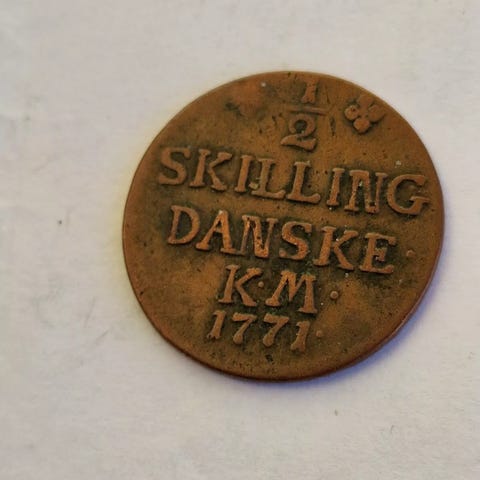 1/2
SKILLING
DANSKE·
K·M·
1771·